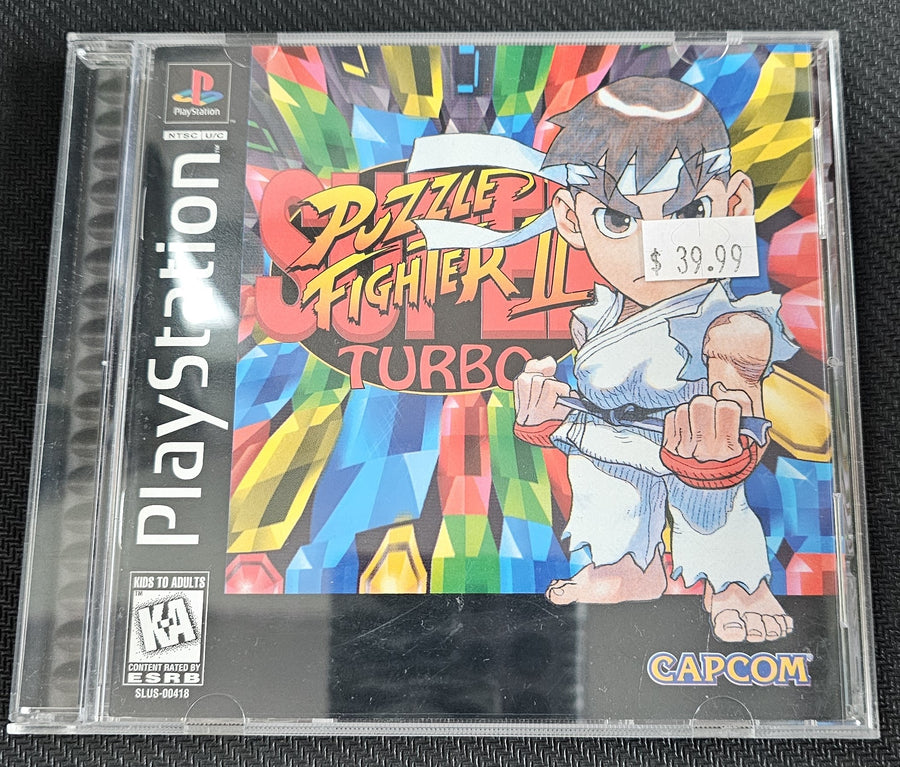 PlayStation
NTSC U/C
PlayStation
SUPER
PUZZLE
FIGHTER II
TURBO
$ 39.99
KIDS TO ADULTS
K-A
CONTENT RATED BY
ESRB
SLUS-00418
CAPCOM